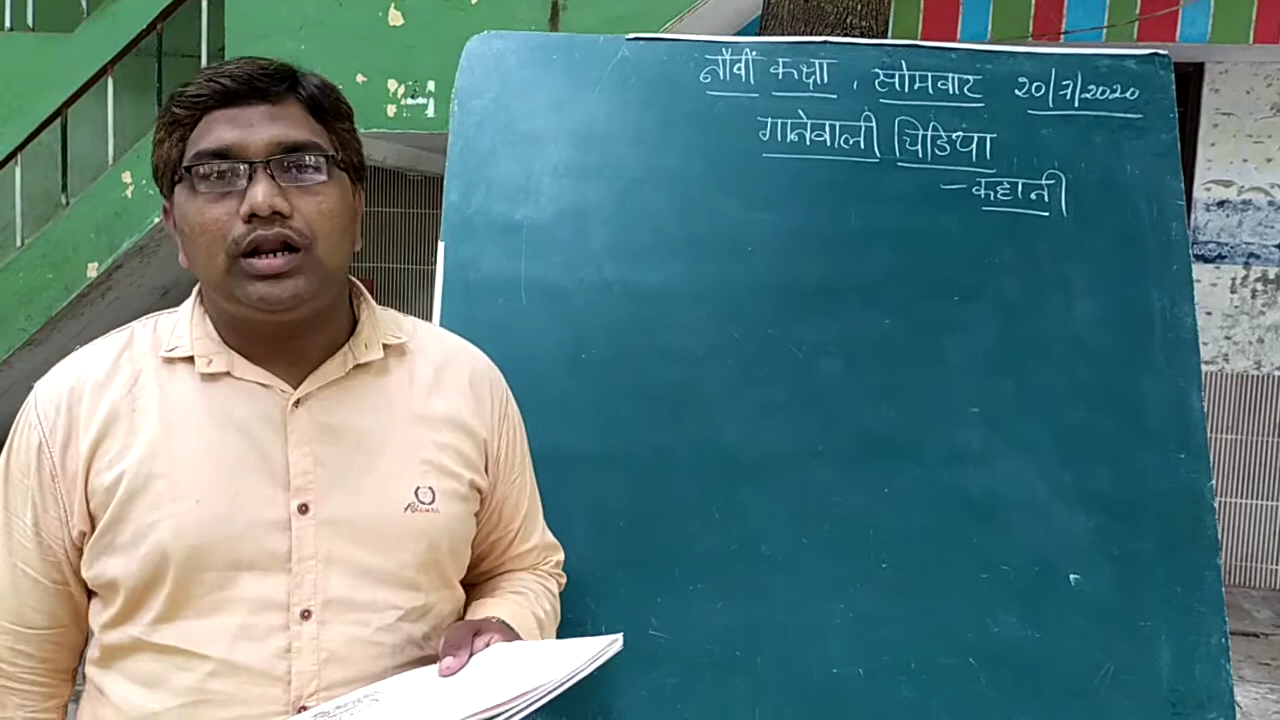 नौवीं कक्षा, सोमवार 20/7/2020
गानेवाली चिडिया
- कहानी